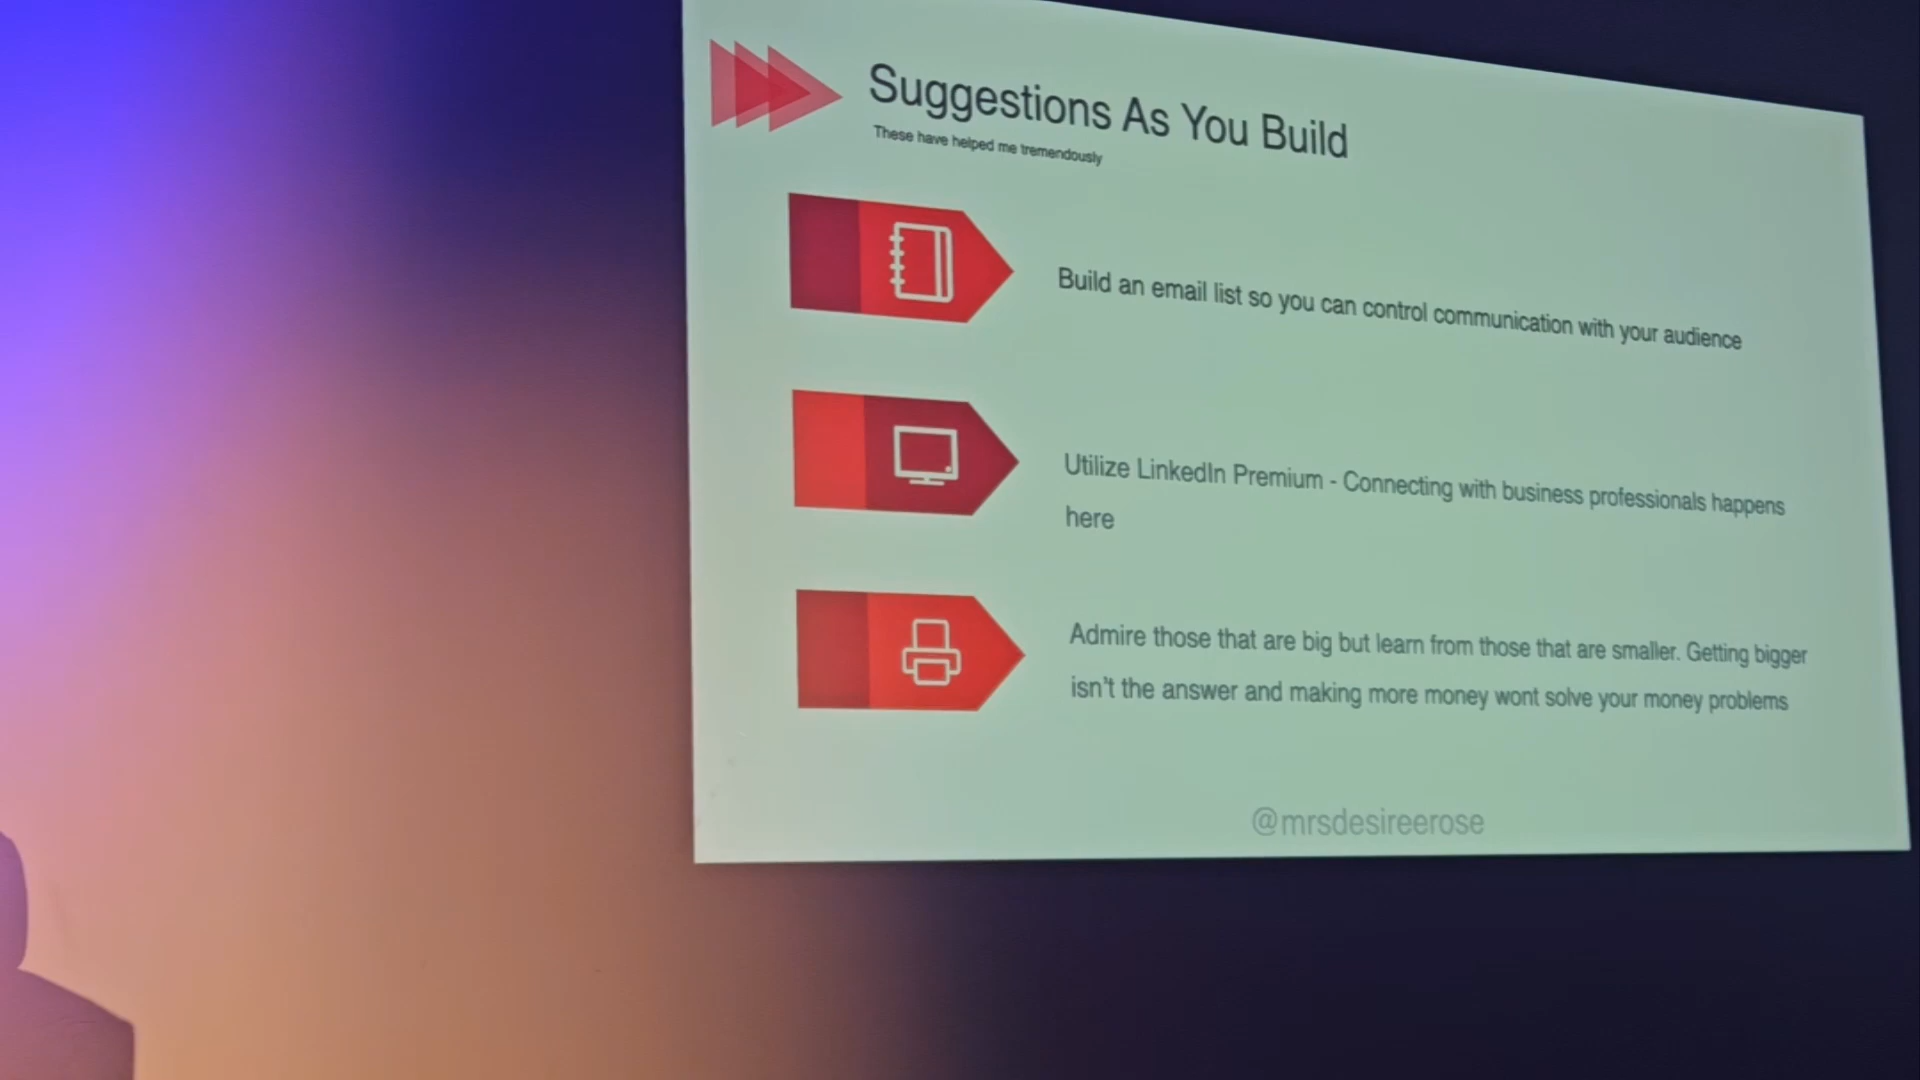 Suggestions As You Build
These have helped me tremendously
Build an email list so you can control communication with your audience
Utilize LinkedIn Premium - Connecting with business professionals happens
here
Admire those that are big but learn from those that are smaller. Getting bigger
isn't the answer and making more money wont solve your money problems
@mrsdesireerose